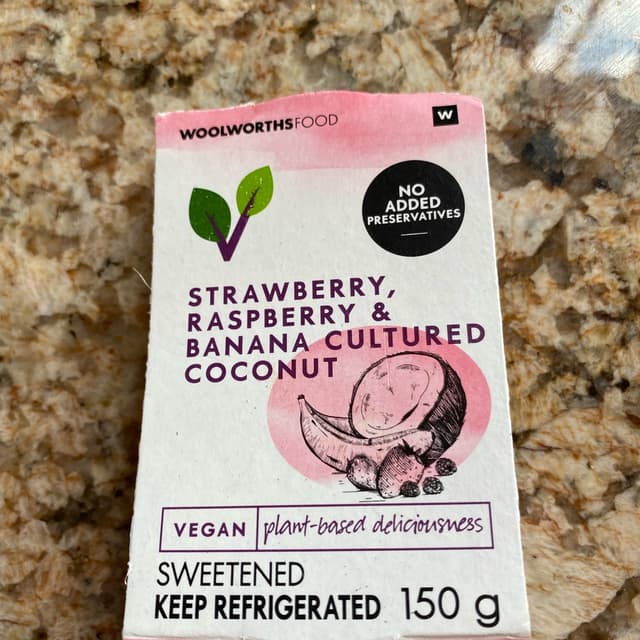 WOOLWORTHSFOOD
W
NO
ADDED
PRESERVATIVES
STRAWBERRY,
RASPBERRY &
BANANA CULTURED
COCONUT
VEGAN plant-based deliciousness
SWEETENED
KEEP REFRIGERATED 150 g